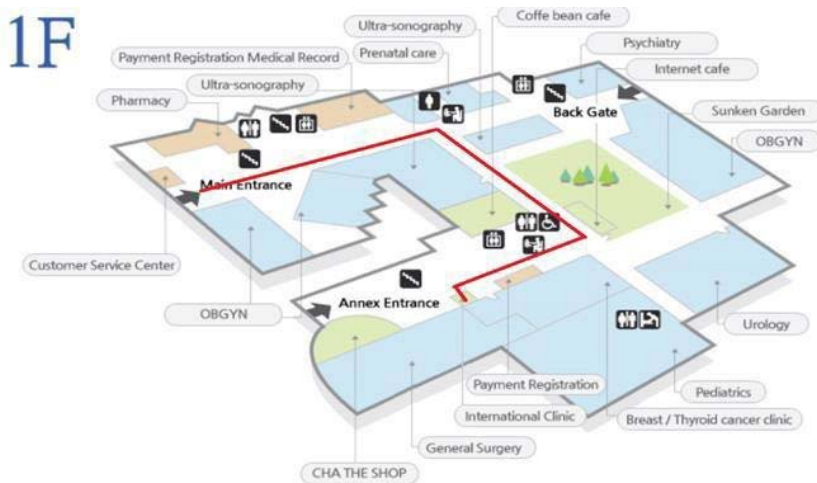 1F
Coffe bean cafe
Ultra-sonography
Psychiatry
Payment Registration Medical Record
Prenatal care
Internet cafe
Ultra-sonography
Pharmacy
Back Gate
Sunken Garden
OBGYN
Main Entrance
Customer Service Center
Annex Entrance
OBGYN
Urology
Payment Registration
Pediatrics
International Clinic
Breast / Thyroid cancer clinic
General Surgery
CHA THE SHOP